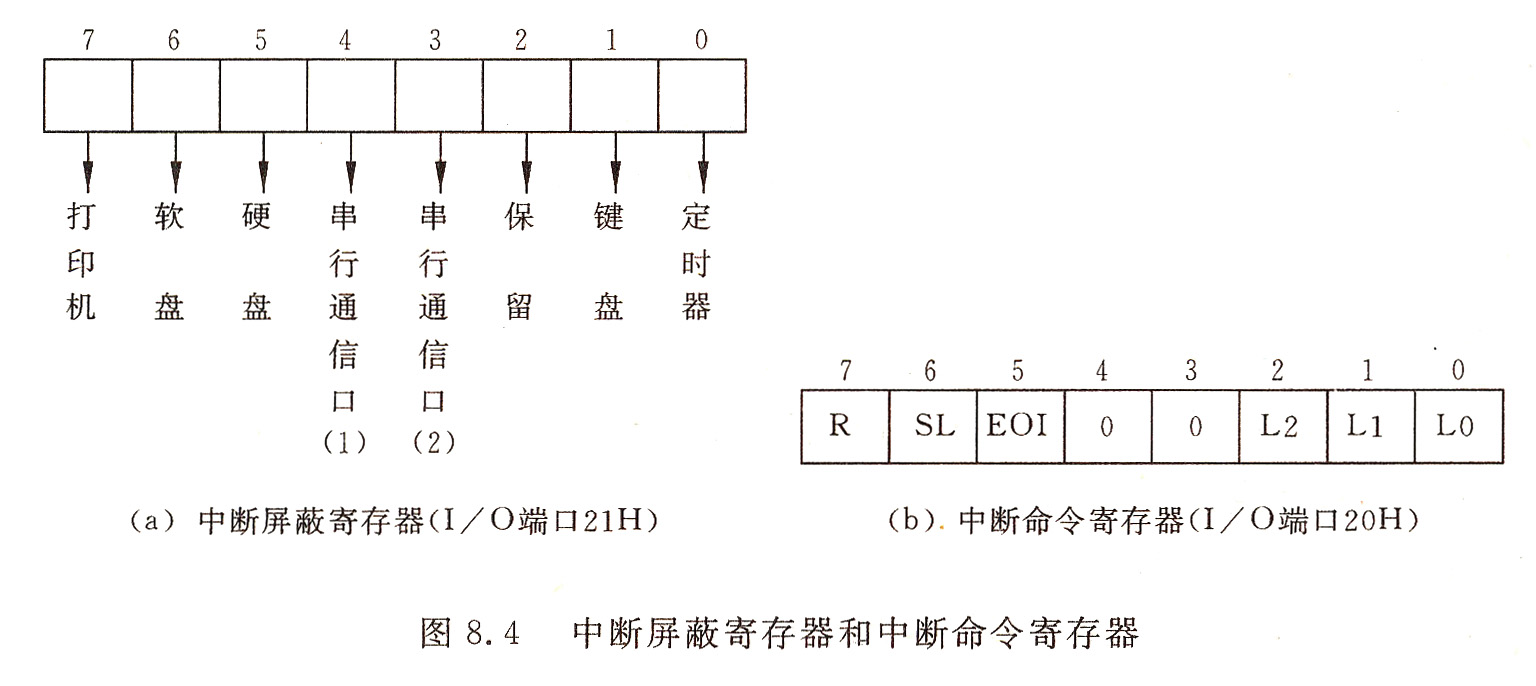 7 6 5 4 3 2 1 0
打印机
软盘
硬盘
串行通信口(1)
串行通信口(2)
保留
键盘
定时器
(a) 中断屏蔽寄存器(I/O端口21H)
7 6 5 4 3 2 1 0
R SL EOI 0 0 L2 L1 L0
(b). 中断命令寄存器(I/O端口20H)
图 8.4 中断屏蔽寄存器和中断命令寄存器